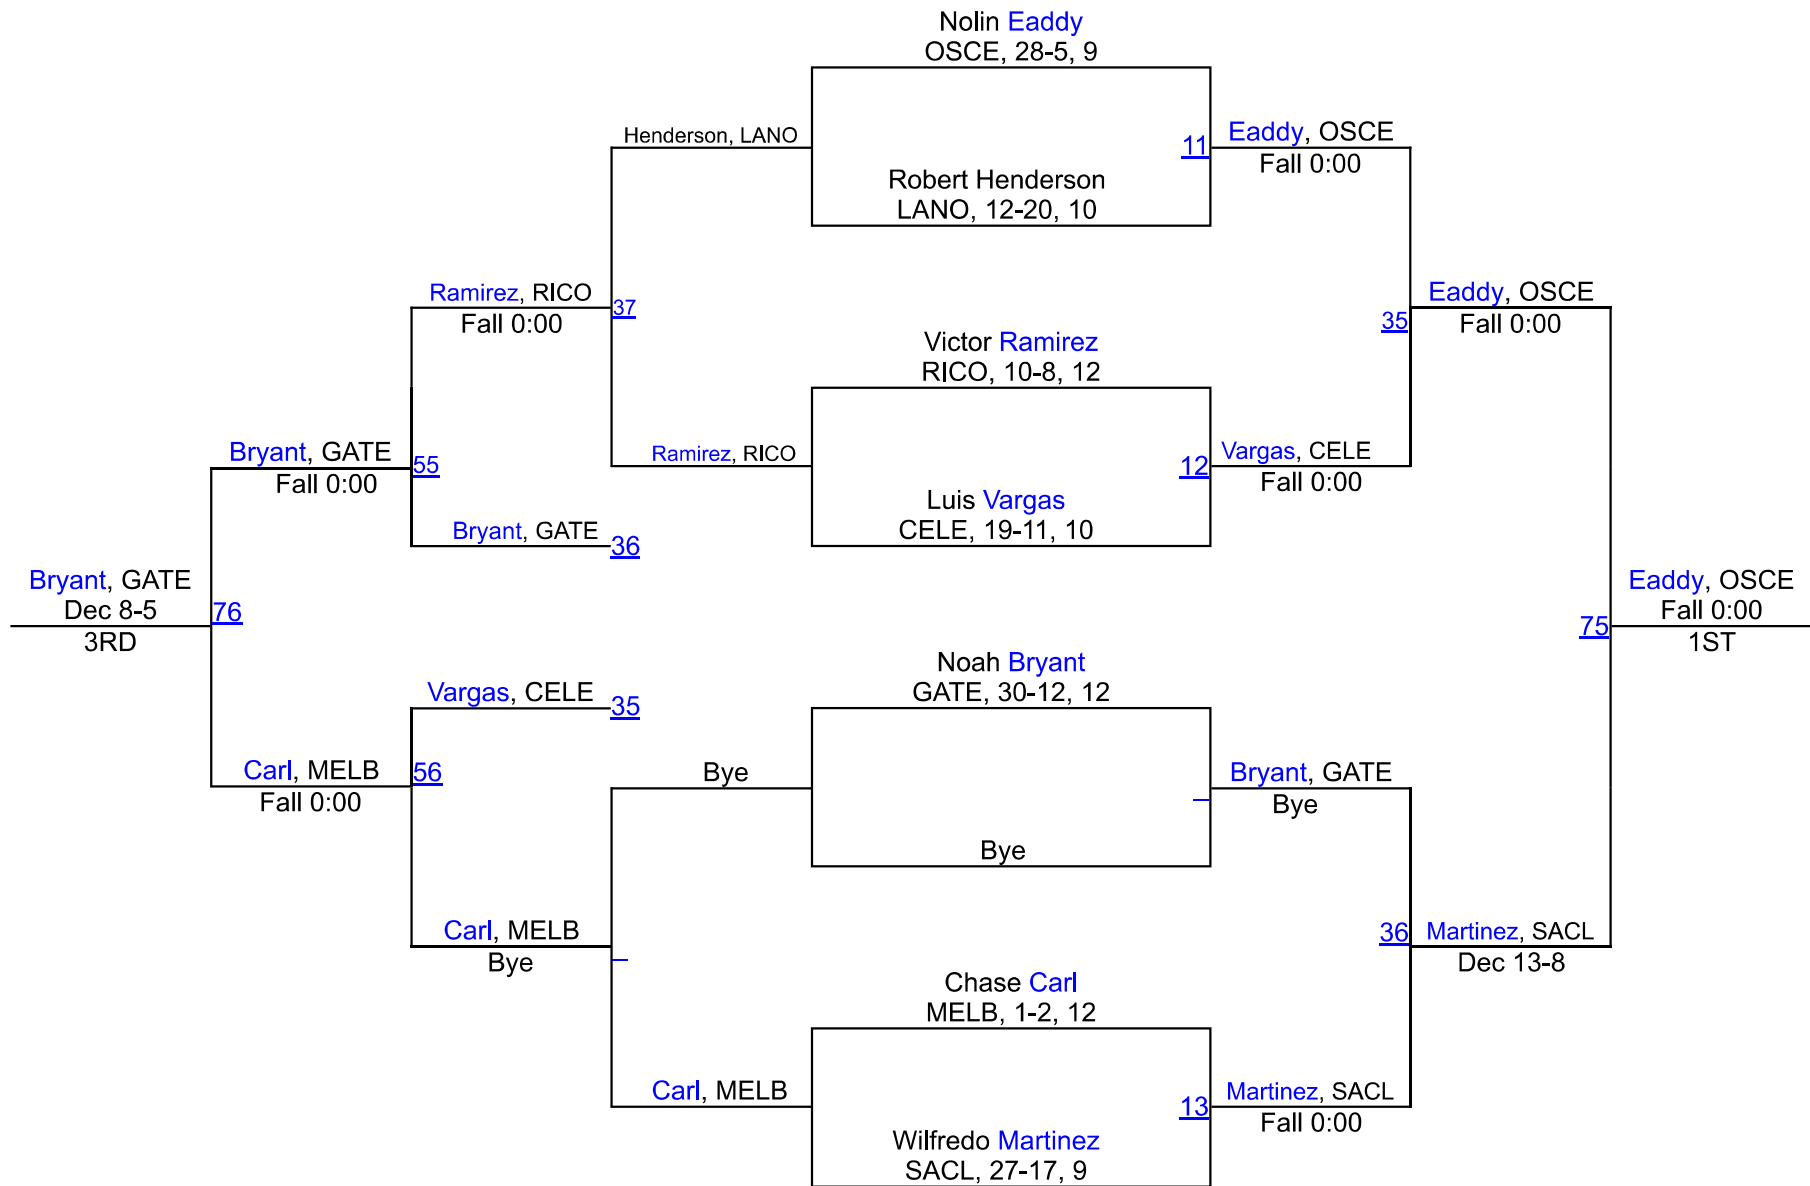 Nolin Eaddy
OSCE, 28-5, 9
Henderson, LANO
11
Eaddy, OSCE
Fall 0:00
Robert Henderson
LANO, 12-20, 10
Ramirez, RICO
Fall 0:00
37
Eaddy, OSCE
Fall 0:00
35
Victor Ramirez
RICO, 10-8, 12
Bryant, GATE
Fall 0:00
55
Ramirez, RICO
12
Vargas, CELE
Fall 0:00
Luis Vargas
CELE, 19-11, 10
Bryant, GATE
36
Bryant, GATE
Dec 8-5
3RD
76
75
Eaddy, OSCE
Fall 0:00
1ST
Noah Bryant
GATE, 30-12, 12
Vargas, CELE
35
Carl, MELB
Fall 0:00
56
Bye
Bryant, GATE
Bye
Bye
Carl, MELB
Bye
36
Martinez, SACL
Dec 13-8
Chase Carl
MELB, 1-2, 12
Carl, MELB
13
Martinez, SACL
Fall 0:00
Wilfredo Martinez
SACL, 27-17, 9